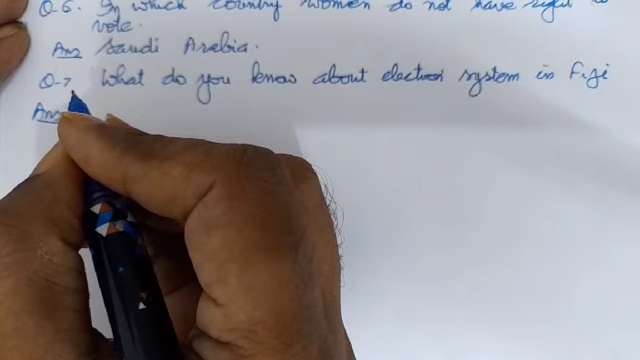 Q.6. In which country women do not have right to
vote.
Ans Saudi Arabia.
Q-7 What do you know about election system in Fiji
Ans